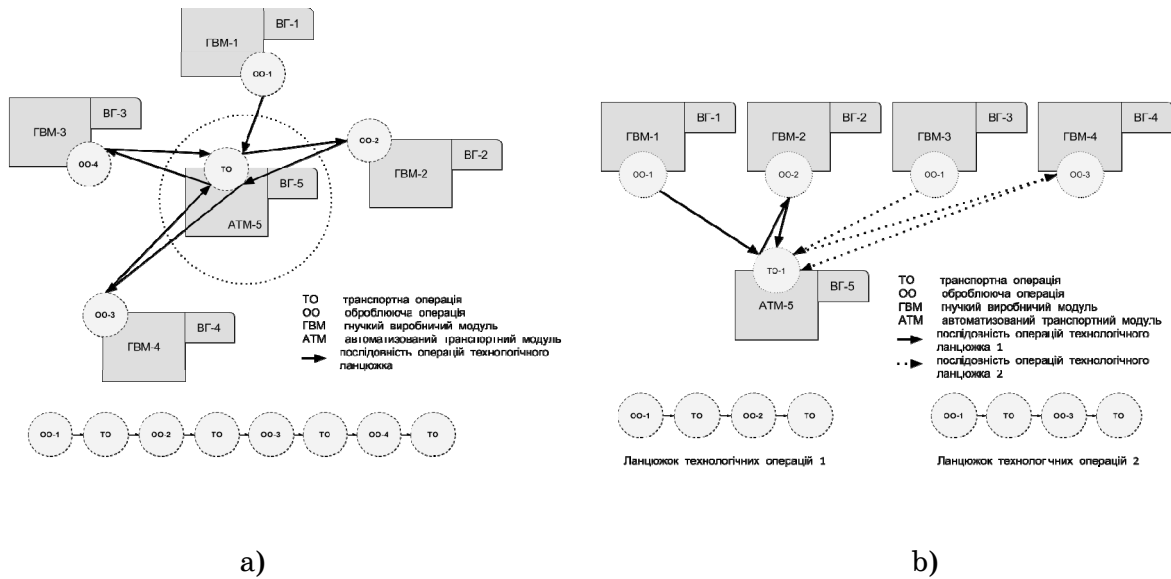 ГВМ-1
ВГ-1
ОО-1
ГВМ-3
ВГ-3
ОО-4
ТО
ОО-2
ГВМ-2
ВГ-2
ВГ-5
АТМ-5
ОО-3
ГВМ-4
ВГ-4
ТО транспортна операція
ОО оброблююча операція
ГВМ гнучкий виробничий модуль
АТМ автоматизований транспортний модуль
послідовність операцій технологічного
ланцюжка
ОО-1 ТО ОО-2 ТО ОО-3 ТО ОО-4 ТО
а)
ГВМ-1 ВГ-1 ГВМ-2 ВГ-2 ГВМ-3 ВГ-3 ГВМ-4 ВГ-4
ОО-1 ОО-2 ОО-1 ОО-3
ТО-1
АТМ-5
ВГ-5
ТО транспортна операція
ОО оброблююча операція
ГВМ гнучкий виробничий модуль
АТМ автоматизований транспортний модуль
послідовність операцій технологічного
ланцюжка 1
послідовність операцій технологічного
ланцюжка 2
ОО-1 ТО ОО-2 ТО
ОО-1 ТО ОО-3 ТО
Ланцюжок технологічних операцій 1
Ланцюжок технологічних операцій 2
b)